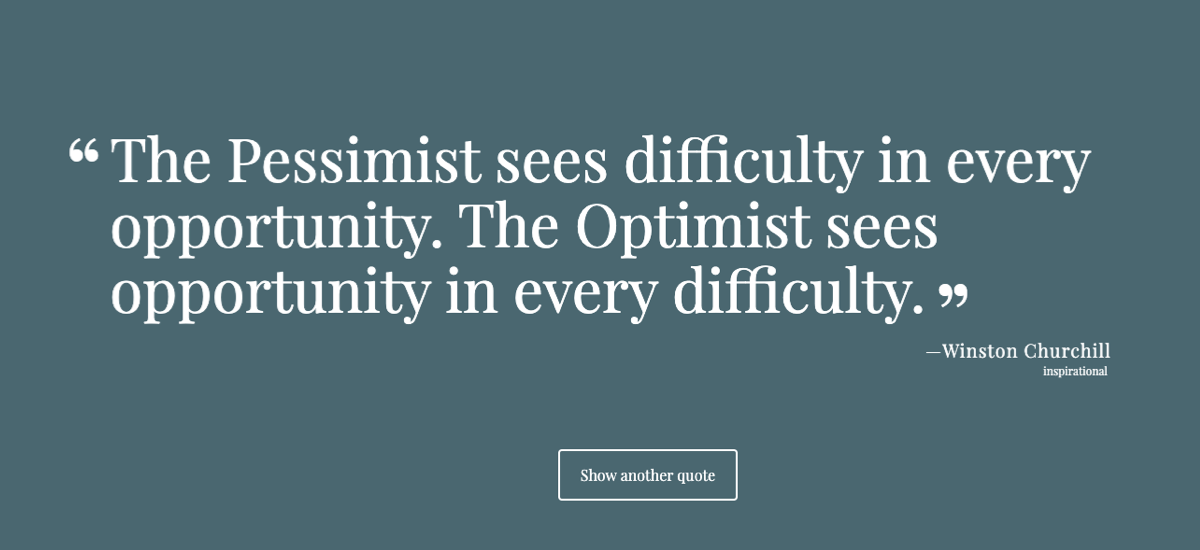 “ The Pessimist sees difficulty in every
opportunity. The Optimist sees
opportunity in every difficulty. ”
—Winston Churchill
inspirational
Show another quote